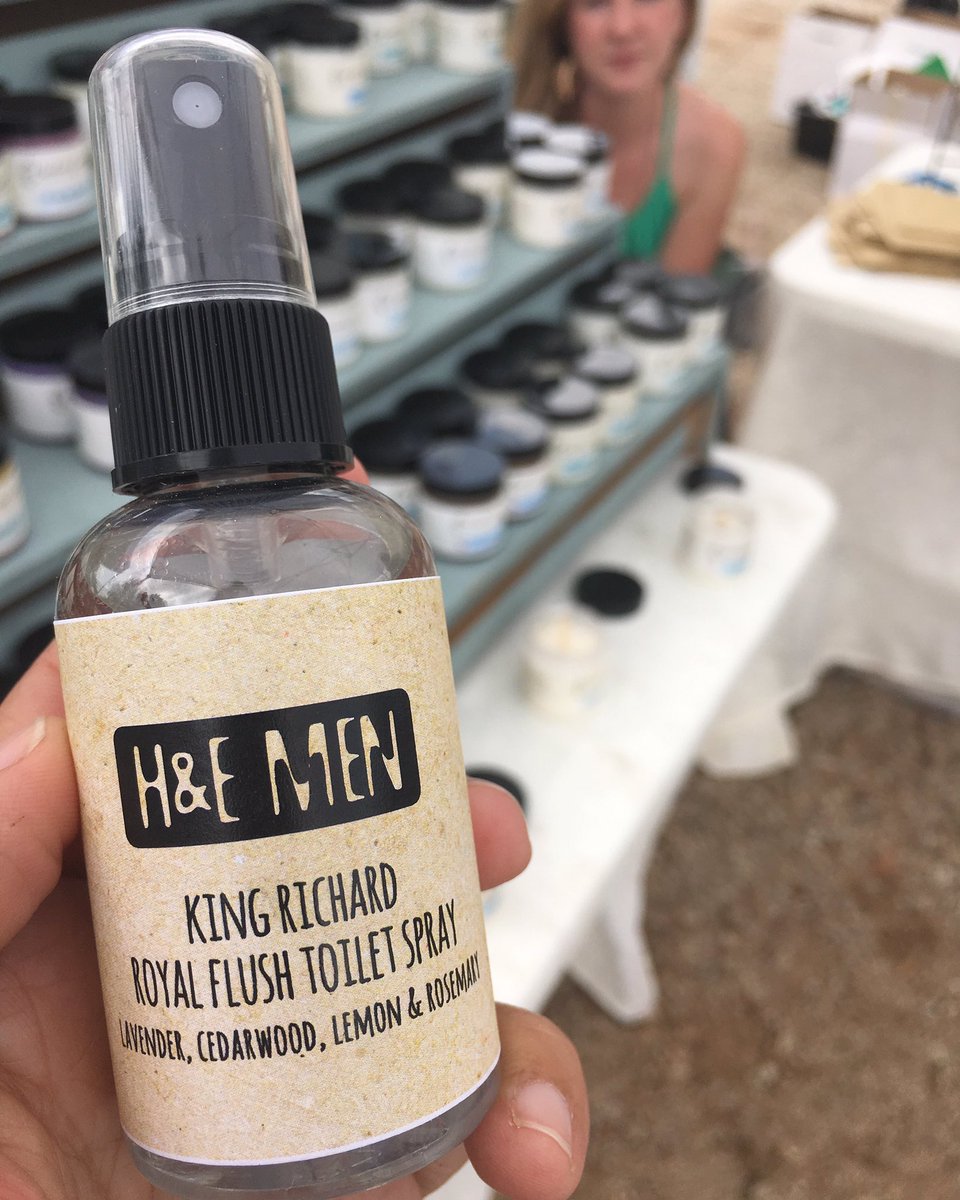 H&E MEN
KING RICHARD
ROYAL FLUSH TOILET SPRAY
LAVENDER, CEDARWOOD, LEMON & ROSEMARY